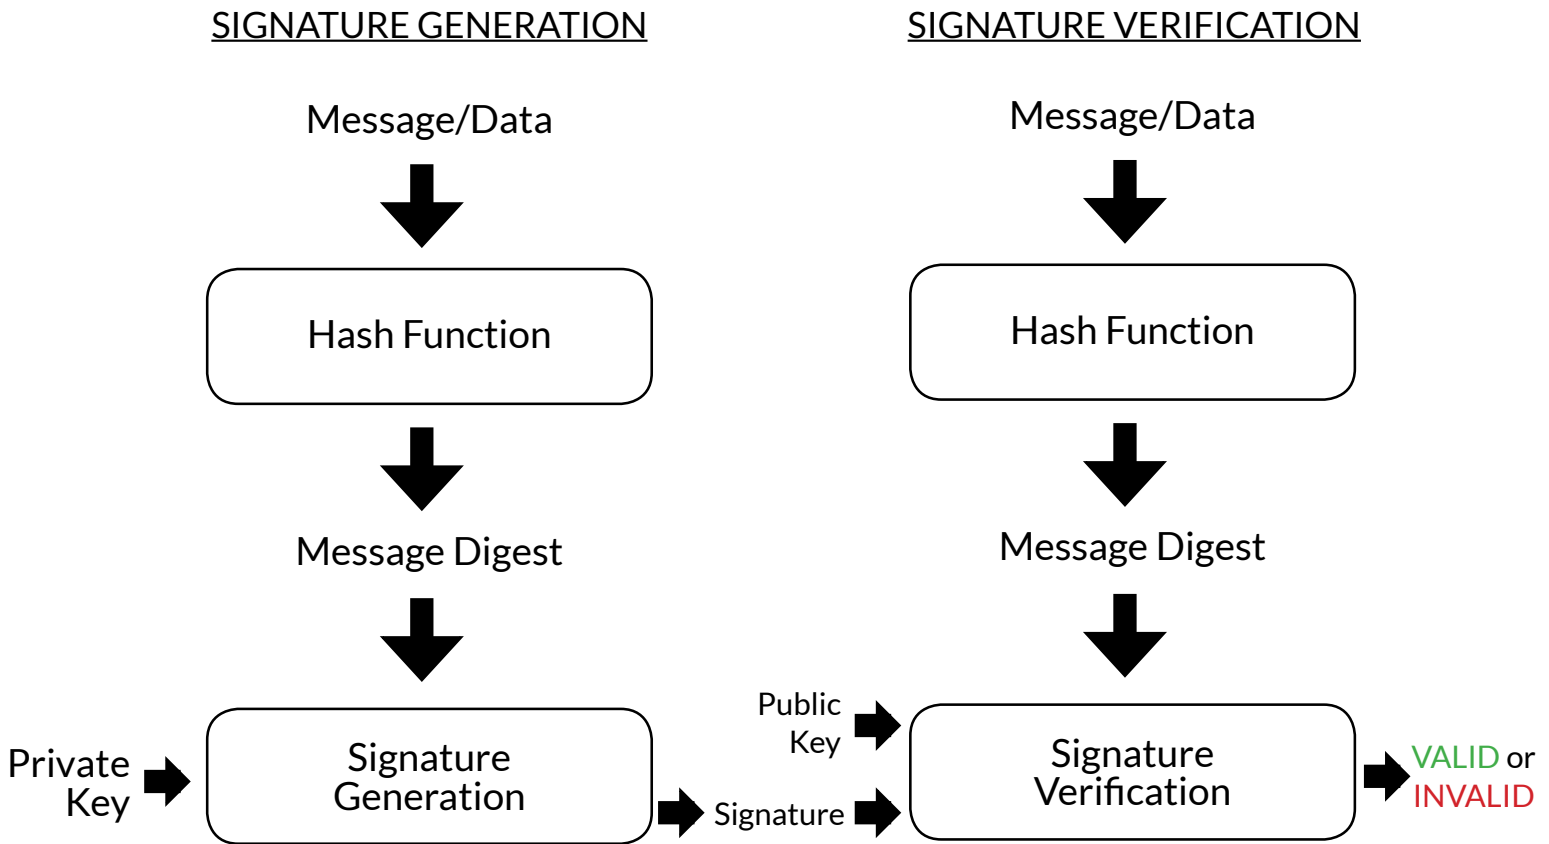 SIGNATURE GENERATION
Message/Data
Hash Function
Message Digest
Private
Key
Signature
Generation
SIGNATURE VERIFICATION
Message/Data
Hash Function
Message Digest
Public
Key
Signature
Signature
Verification
VALID or
INVALID